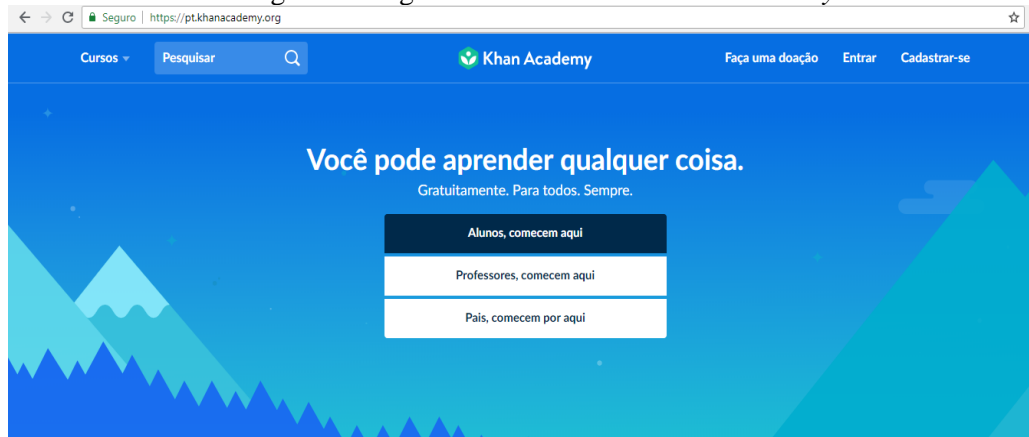 Seguro | https://pt.khanacademy.org
Cursos Pesquisar Khan Academy Faça uma doação Entrar Cadastrar-se
Você pode aprender qualquer coisa.
Gratuitamente. Para todos. Sempre.
Alunos, comecem aqui
Professores, comecem aqui
Pais, comecem por aqui